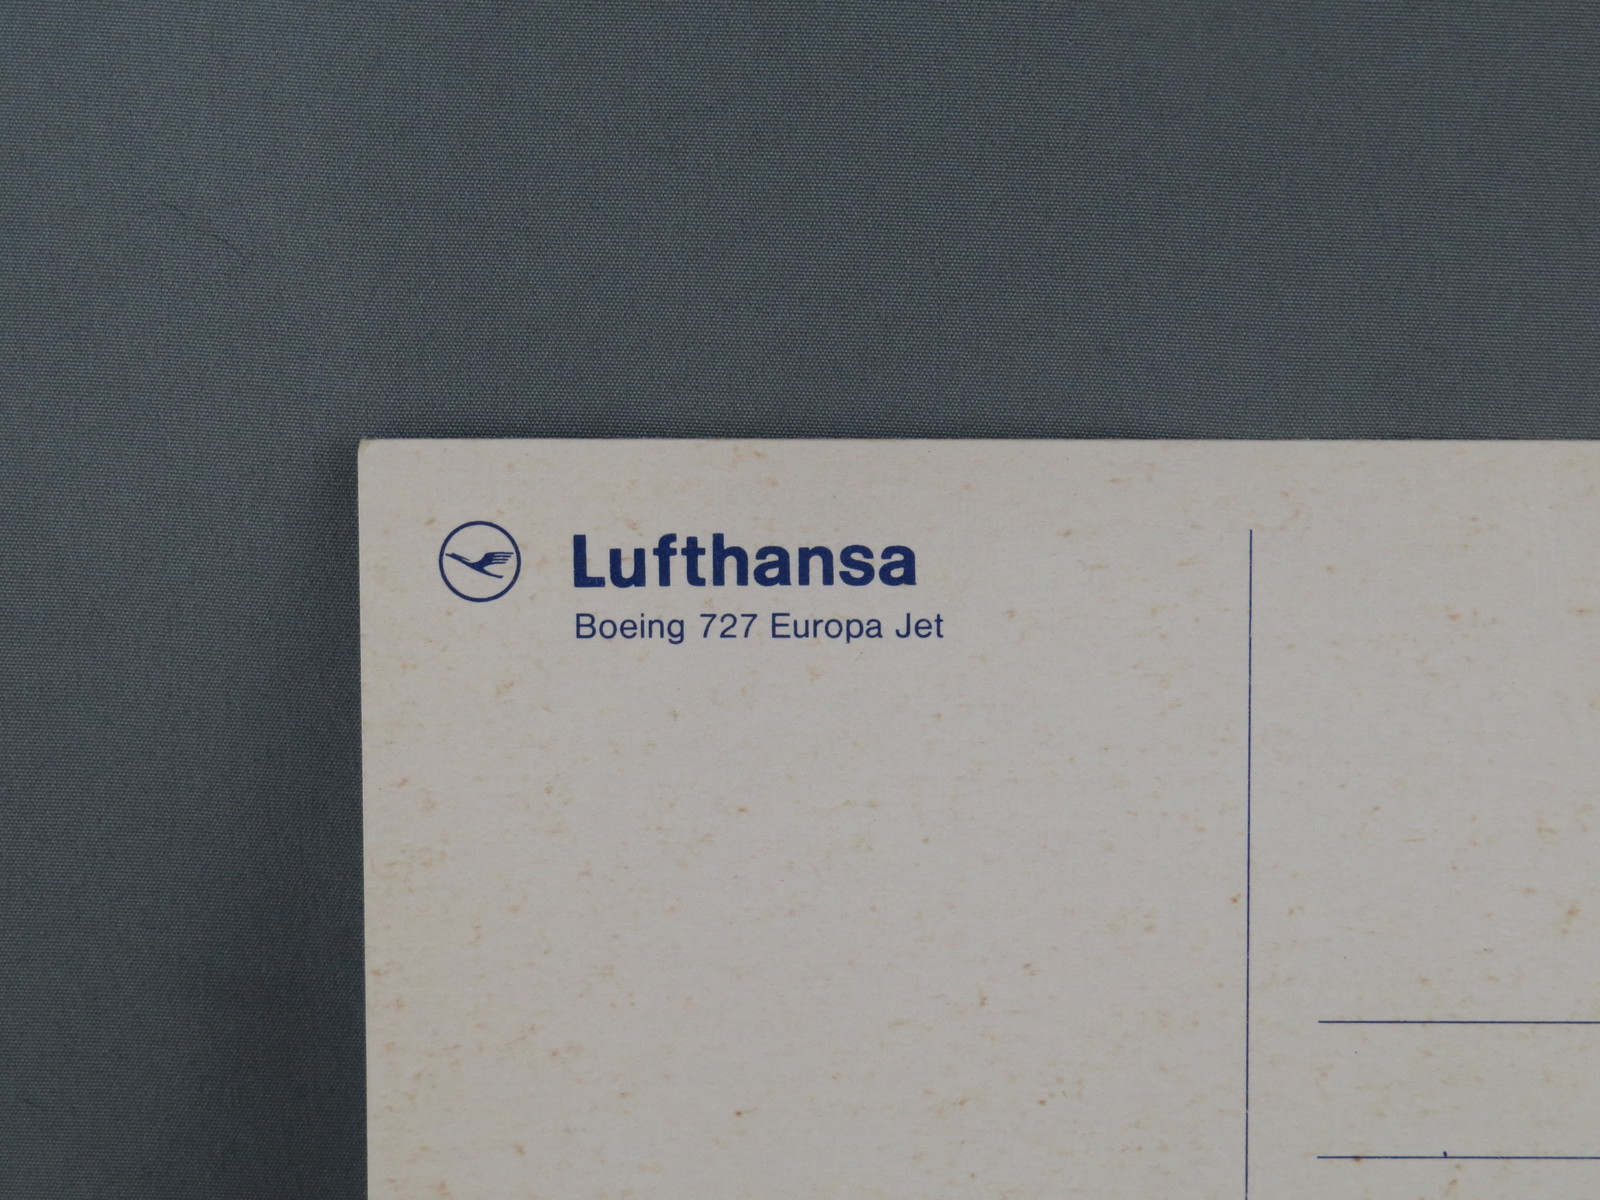 Lufthansa
Boeing 727 Europa Jet